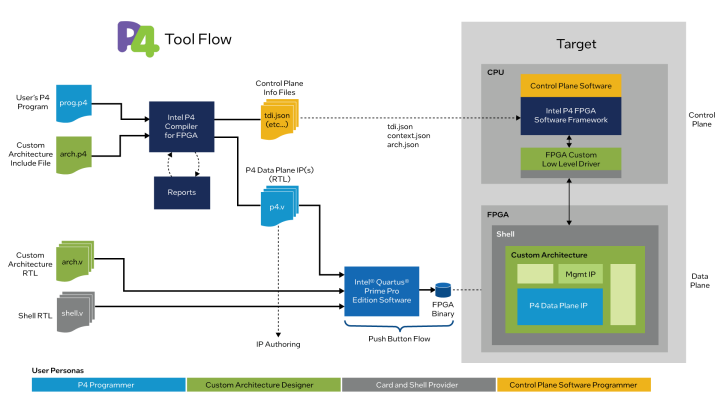 P4 Tool Flow
Target
CPU
User's P4
Program
prog.p4
Custom
Architecture
Include File
arch.p4
Intel P4
Compiler
for FPGA
Reports
Control Plane
Info Files
tdi.json
(etc...)
tdi.json
context.json
arch.json
Control Plane Software
Intel P4 FPGA
Software Framework
FPGA Custom
Low Level Driver
Control
Plane
P4 Data Plane IP(s)
(RTL)
p4.v
Custom
Architecture
RTL
arch.v
Shell RTL
shell.v
IP Authoring
Intel® Quartus®
Prime Pro
Edition Software
FPGA
Binary
Push Button Flow
FPGA
Shell
Custom Architecture
Mgmt IP
P4 Data Plane IP
Data
Plane
User Personas
P4 Programmer
Custom Architecture Designer
Card and Shell Provider
Control Plane Software Programmer